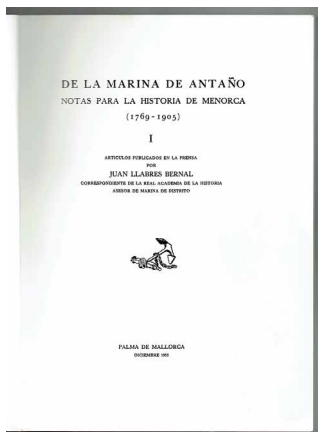 DE LA MARINA DE ANTAÑO
NOTAS PARA LA HISTORIA DE MENORCA
(1769-1905)
I
ARTICULOS PUBLICADOS EN LA PRENSA
POR
JUAN LLABRES BERNAL
CORRESPONDIENTE DE LA REAL ACADEMIA DE LA HISTORIA
ASESOR DE MARINA DE DISTRITO
PALMA DE MALLORCA
DICIEMBRE